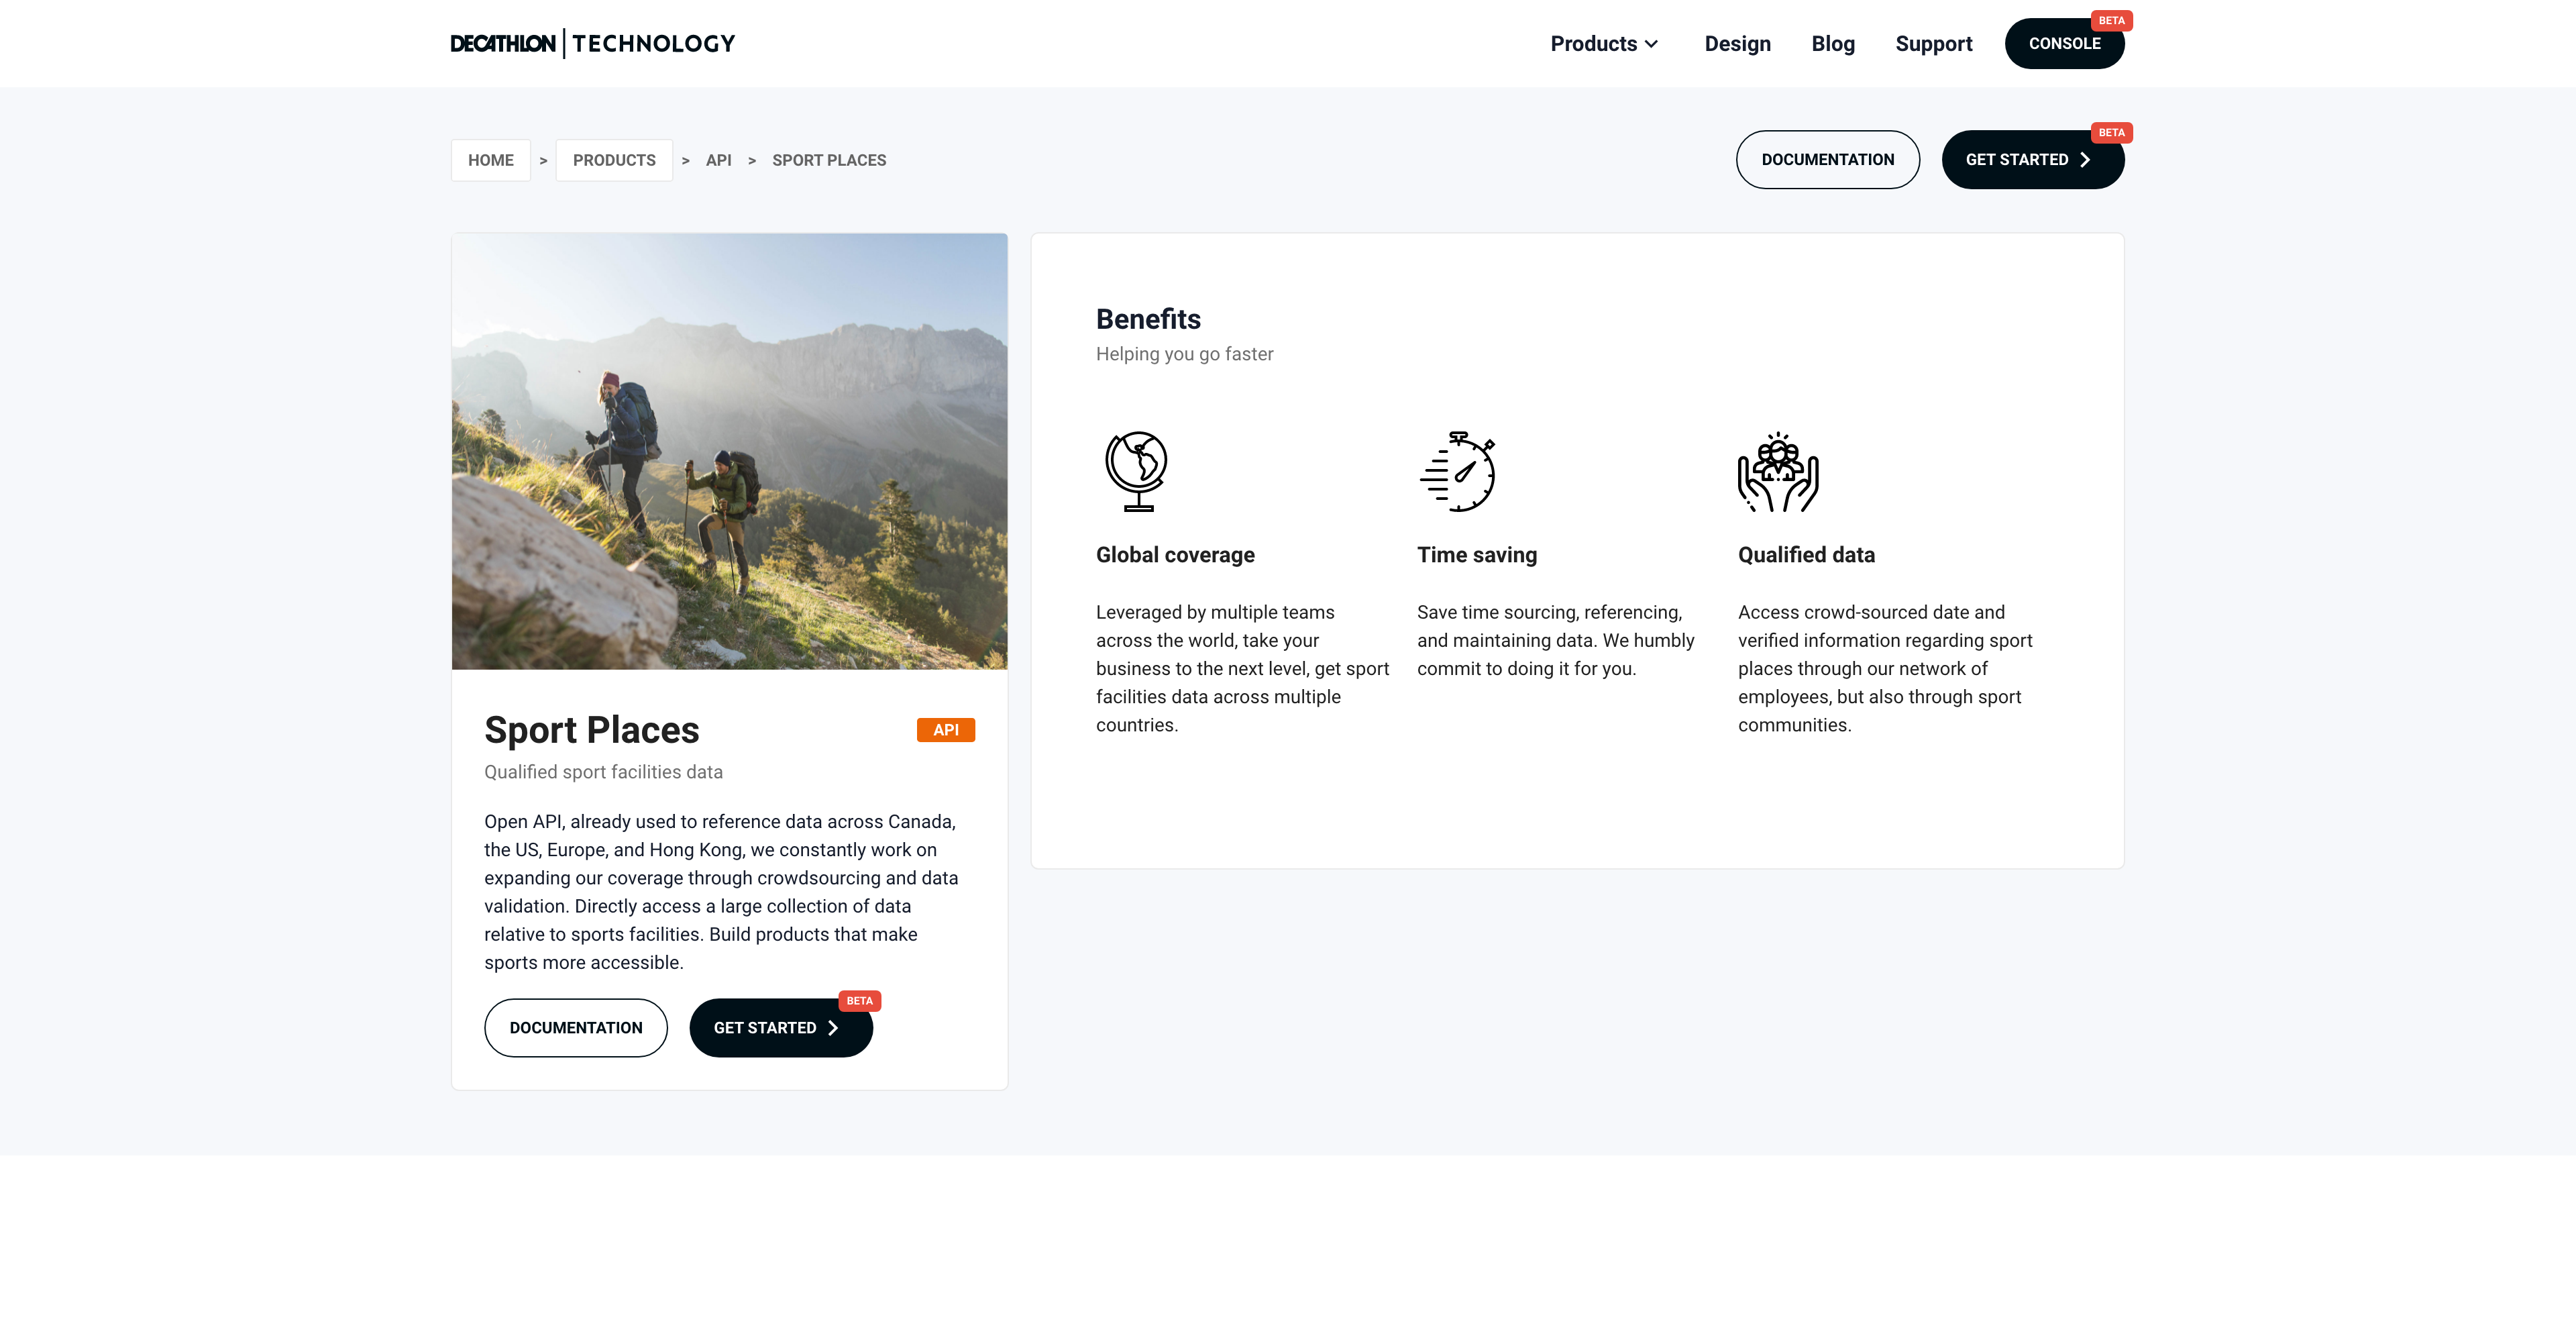 DECATHLON | TECHNOLOGY
Products
Design
Blog
Support
CONSOLE
BETA
HOME > PRODUCTS > API > SPORT PLACES
DOCUMENTATION
GET STARTED
BETA
Sport Places
API
Qualified sport facilities data
Open API, already used to reference data across Canada,
the US, Europe, and Hong Kong, we constantly work on
expanding our coverage through crowdsourcing and data
validation. Directly access a large collection of data
relative to sports facilities. Build products that make
sports more accessible.
DOCUMENTATION
GET STARTED
BETA
Benefits
Helping you go faster
Global coverage
Leveraged by multiple teams
across the world, take your
business to the next level, get sport
facilities data across multiple
countries.
Time saving
Save time sourcing, referencing,
and maintaining data. We humbly
commit to doing it for you.
Qualified data
Access crowd-sourced date and
verified information regarding sport
places through our network of
employees, but also through sport
communities.